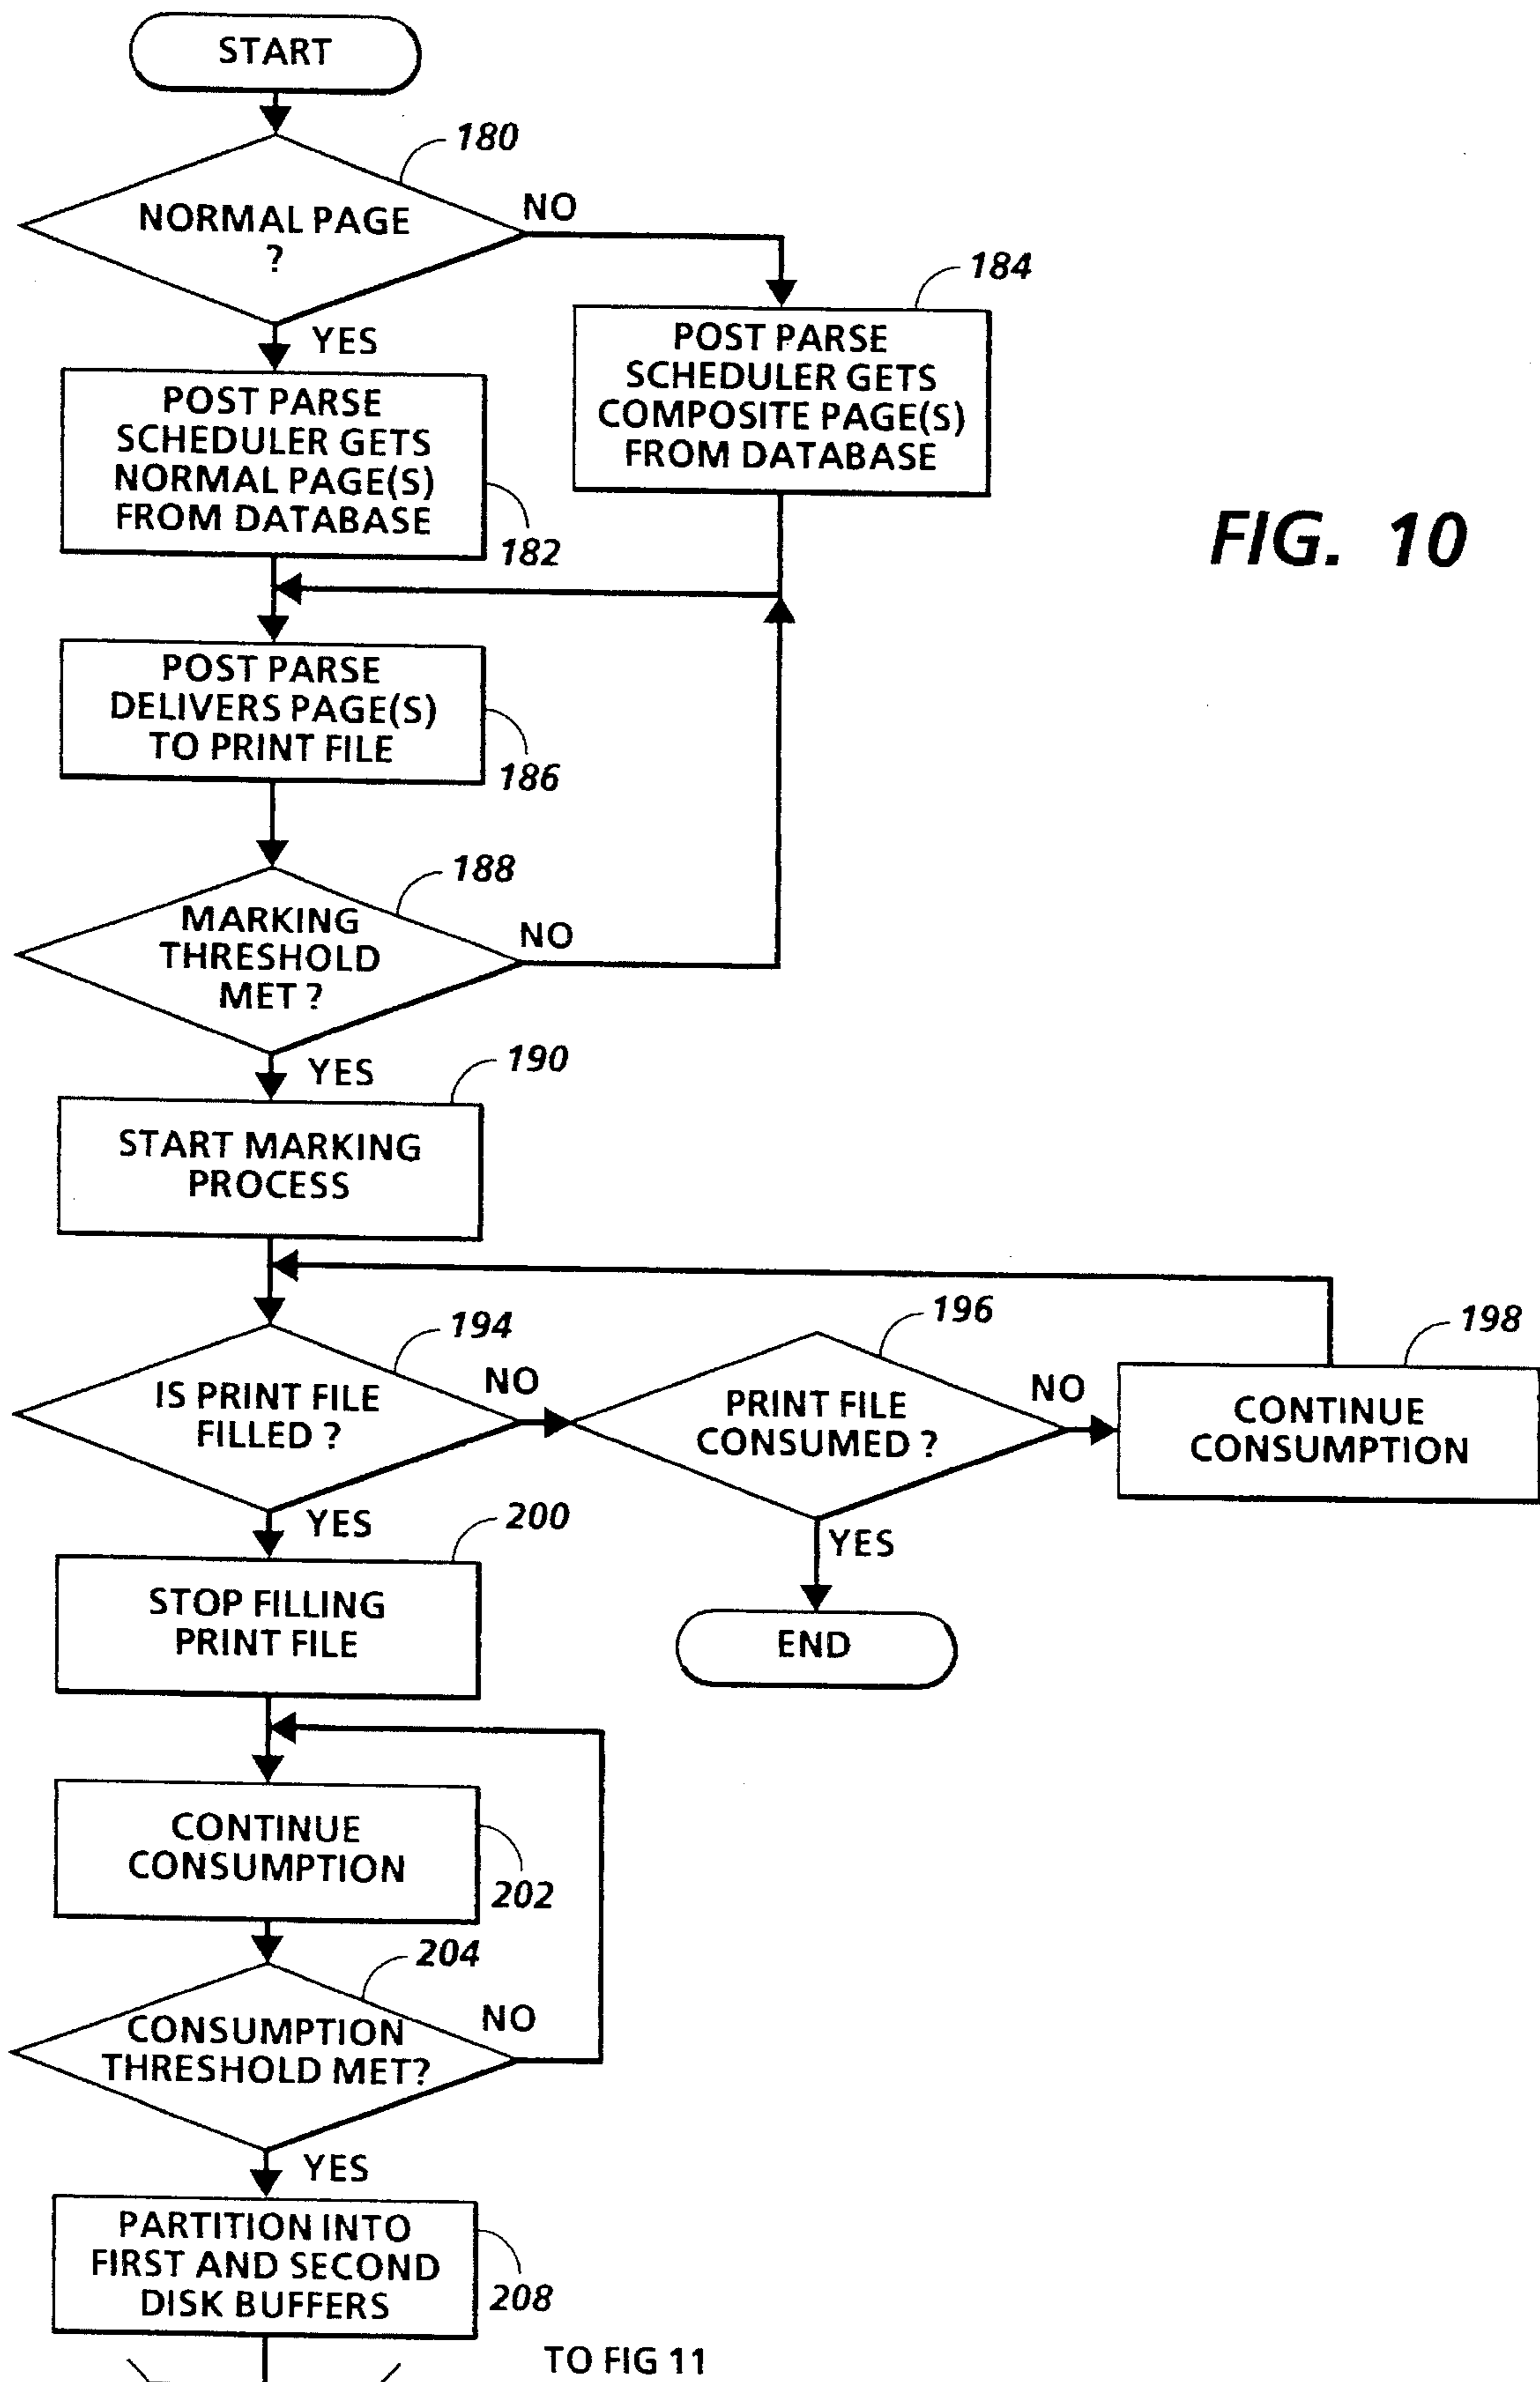 START
180
NORMAL PAGE
?
NO
YES
184
POST PARSE
SCHEDULER GETS
COMPOSITE PAGE(S)
FROM DATABASE
POST PARSE
SCHEDULER GETS
NORMAL PAGE(S)
FROM DATABASE
182
FIG. 10
POST PARSE
DELIVERS PAGE(S)
TO PRINT FILE
186
188
MARKING
THRESHOLD
MET ?
NO
YES
190
START MARKING
PROCESS
194
IS PRINT FILE
FILLED ?
NO
YES
196
PRINT FILE
CONSUMED ?
NO
YES
198
CONTINUE
CONSUMPTION
END
200
STOP FILLING
PRINT FILE
CONTINUE
CONSUMPTION
202
204
CONSUMPTION
THRESHOLD MET?
NO
YES
PARTITION INTO
FIRST AND SECOND
DISK BUFFERS
208
TO FIG 11